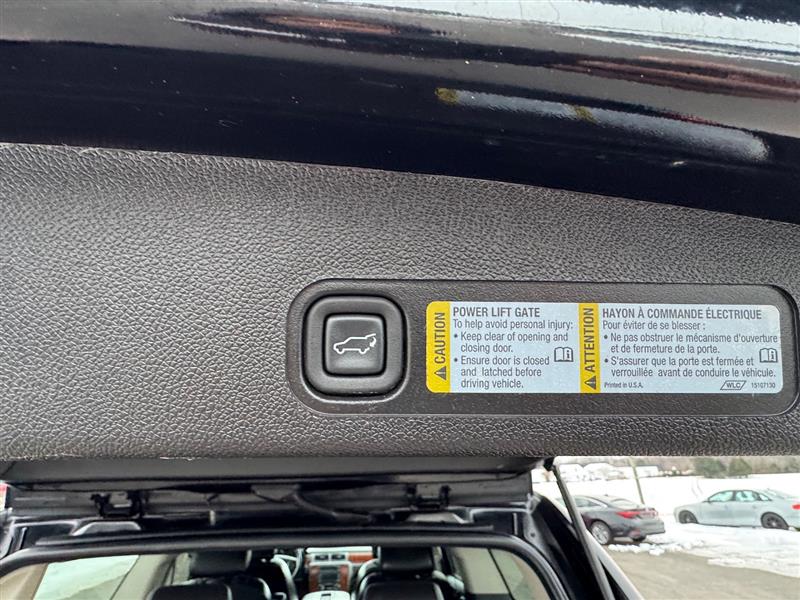 CAUTION
POWER LIFT GATE
To help avoid personal injury:
• Keep clear of opening and
closing door.
• Ensure door is closed
and latched before
driving vehicle.
ATTENTION
HAYON À COMMANDE ÉLECTRIQUE
Pour éviter de se blesser :
• Ne pas obstruer le mécanisme d'ouverture
et de fermeture de la porte.
• S'assurer que la porte est fermée et
verrouillée avant de conduire le véhicule.
Printed in U.S.A. WLC 15107130